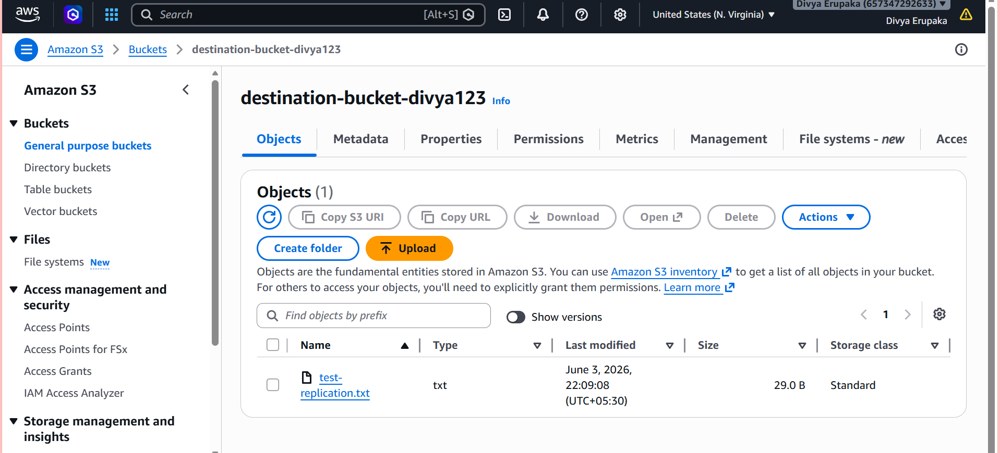 aws
Search
[Alt+S]
United States (N. Virginia)
Divya Erupaka (657347292633)
Divya Erupaka
Amazon S3
Buckets
destination-bucket-divya123
Amazon S3
Buckets
General purpose buckets
Directory buckets
Table buckets
Vector buckets
Files
File systems New
Access management and
security
Access Points
Access Points for FSx
Access Grants
IAM Access Analyzer
Storage management and
insights
destination-bucket-divya123 Info
Objects
Metadata
Properties
Permissions
Metrics
Management
File systems - new
Acces
Objects (1)
Copy S3 URI
Copy URL
Download
Open
Delete
Actions
Create folder
Upload
Objects are the fundamental entities stored in Amazon S3. You can use Amazon S3 inventory to get a list of all objects in your bucket.
For others to access your objects, you'll need to explicitly grant them permissions. Learn more
Find objects by prefix
Show versions
1
Name
Type
Last modified
Size
Storage class
test-
replication.txt
txt
June 3, 2026,
22:09:08
(UTC+05:30)
29.0 B
Standard